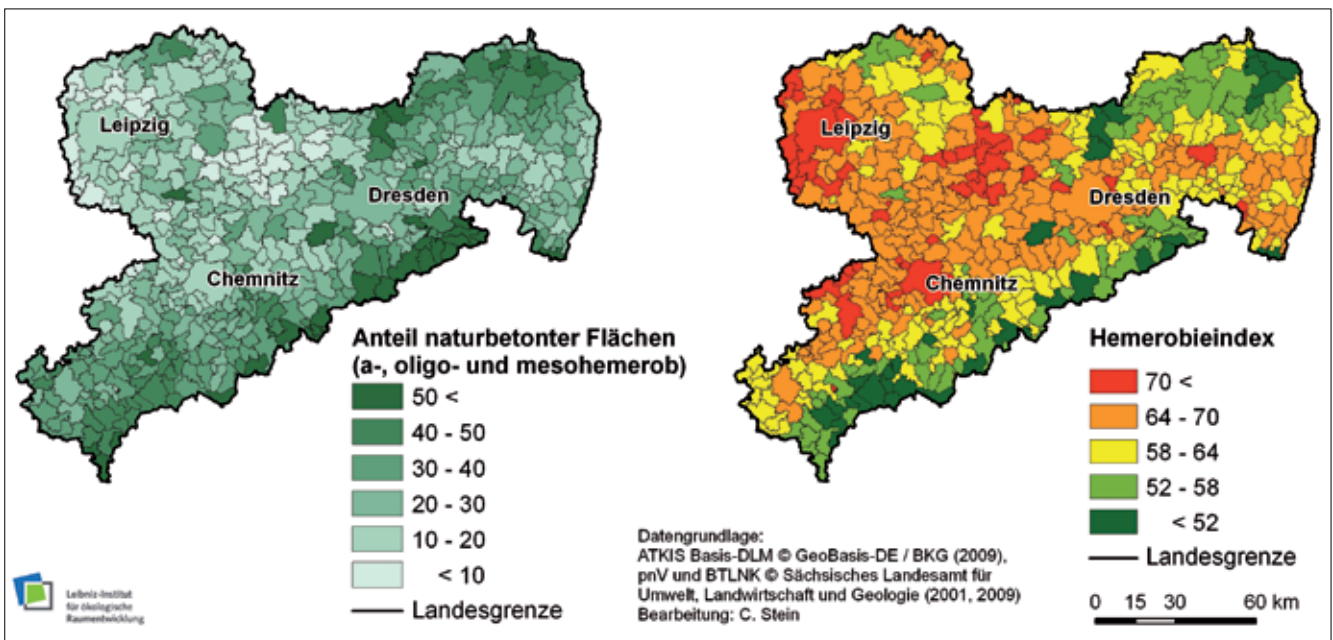 Leipzig
Dresden
Chemnitz
Anteil naturbetonter Flächen
(a-, oligo- und mesohemerob)
50 <
40 - 50
30 - 40
20 - 30
10 - 20
< 10
Landesgrenze
Leibniz-Institut
für ökologische
Raumentwicklung
Leipzig
Dresden
Chemnitz
Hemerobieindex
70 <
64 - 70
58 - 64
52 - 58
< 52
Landesgrenze
0 15 30 60 km
Datengrundlage:
ATKIS Basis-DLM © GeoBasis-DE / BKG (2009),
pnV und BTLNK © Sächsisches Landesamt für
Umwelt, Landwirtschaft und Geologie (2001, 2009)
Bearbeitung: C. Stein